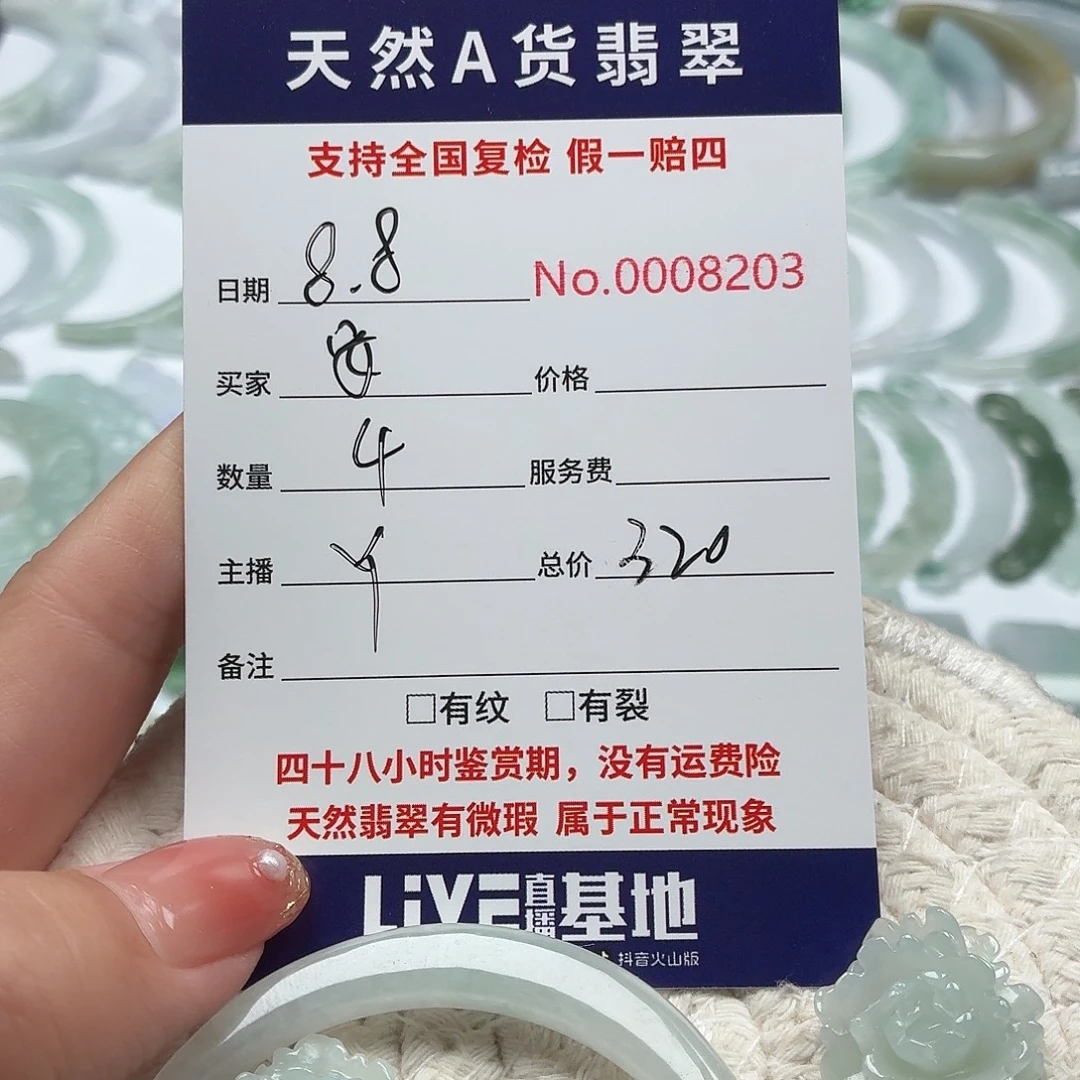 天然A货翡翠
支持全国复检 假一赔四
日期 8.8 No.0008203
买家 价格
数量 4 服务费
主播 总价 320
备注
□有纹 □有裂
四十八小时鉴赏期，没有运费险
天然翡翠有微瑕 属于正常现象
LiVE直播基地
抖音火山版